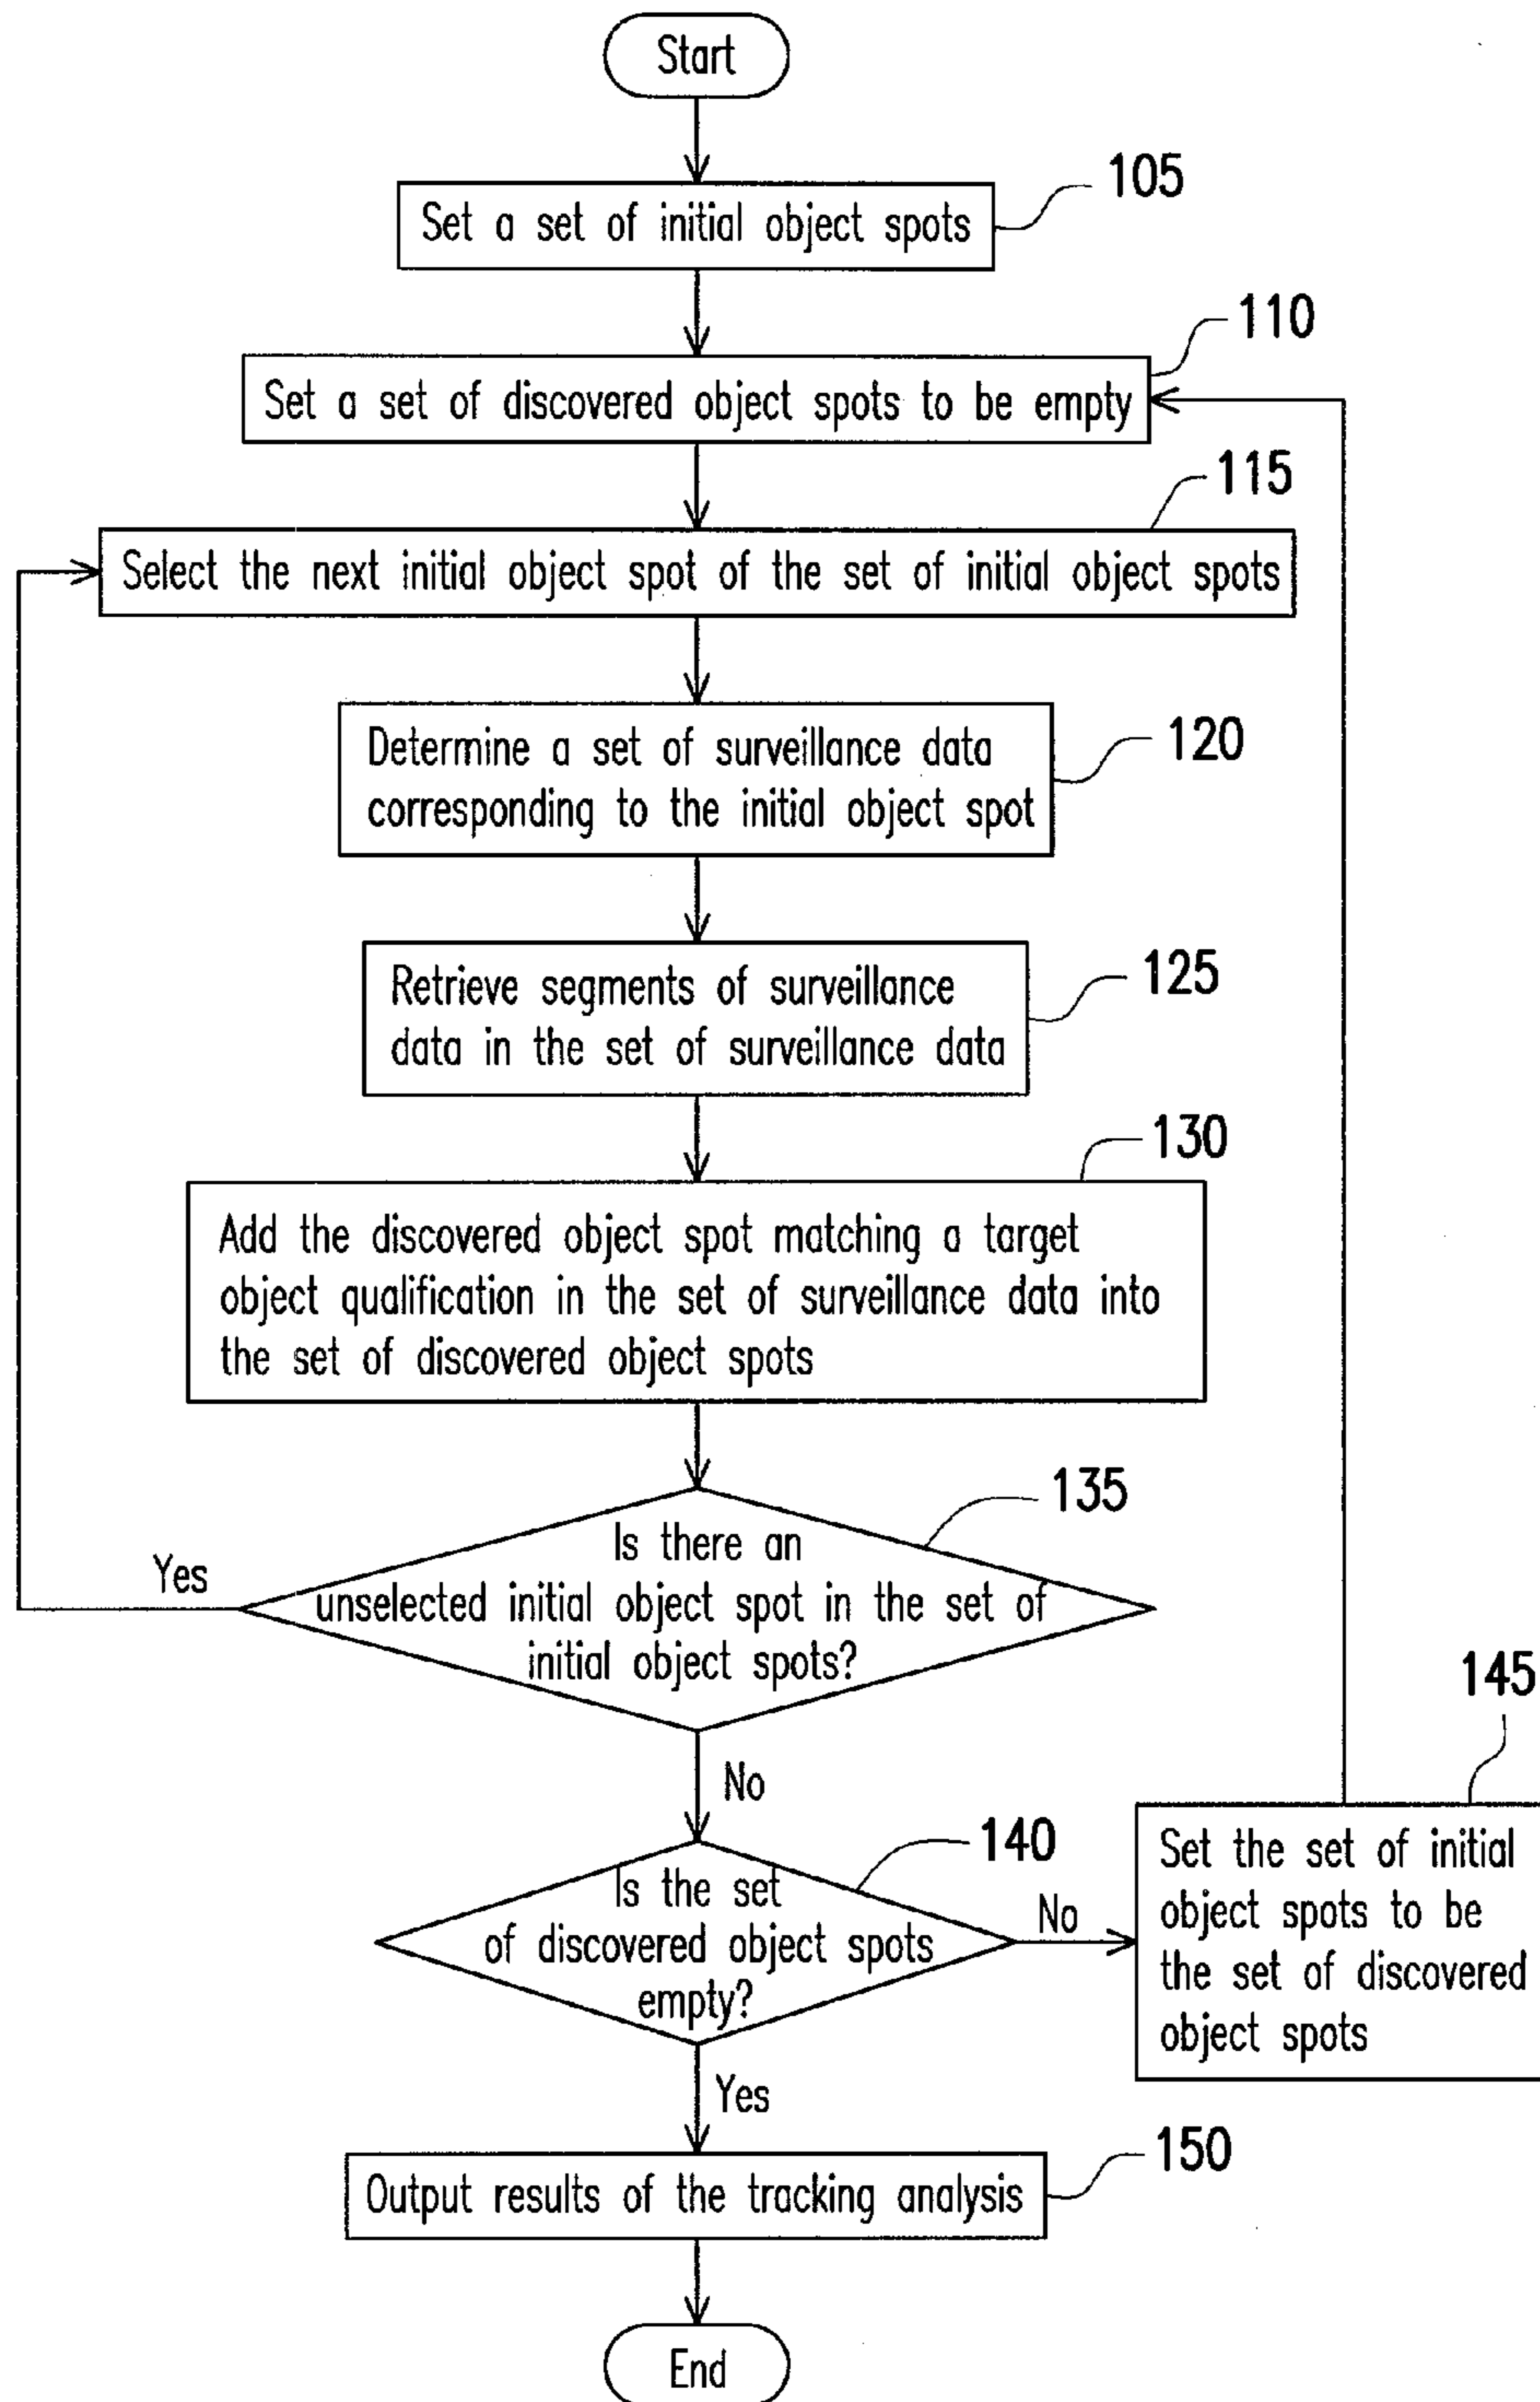 Start
Set a set of initial object spots
105
Set a set of discovered object spots to be empty
110
Select the next initial object spot of the set of initial object spots
115
Determine a set of surveillance data
corresponding to the initial object spot
120
Retrieve segments of surveillance
data in the set of surveillance data
125
Add the discovered object spot matching a target
object qualification in the set of surveillance data into
the set of discovered object spots
130
Is there an
unselected initial object spot in the set of
initial object spots?
135
Yes
No
Is the set
of discovered object spots
empty?
140
No
Set the set of initial
object spots to be
the set of discovered
object spots
145
Yes
Output results of the tracking analysis
150
End